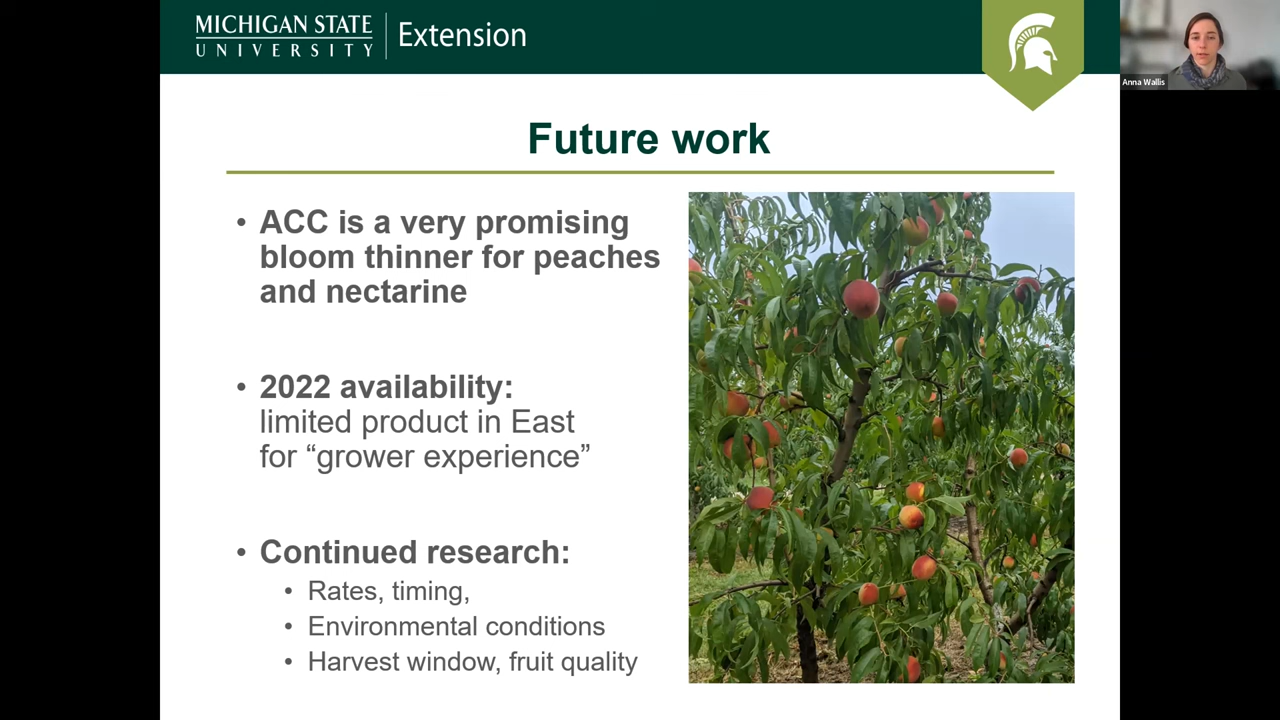 MICHIGAN STATE
UNIVERSITY
Extension
Anna Wallis
Future work
• ACC is a very promising
bloom thinner for peaches
and nectarine
• 2022 availability:
limited product in East
for “grower experience”
• Continued research:
• Rates, timing,
• Environmental conditions
• Harvest window, fruit quality